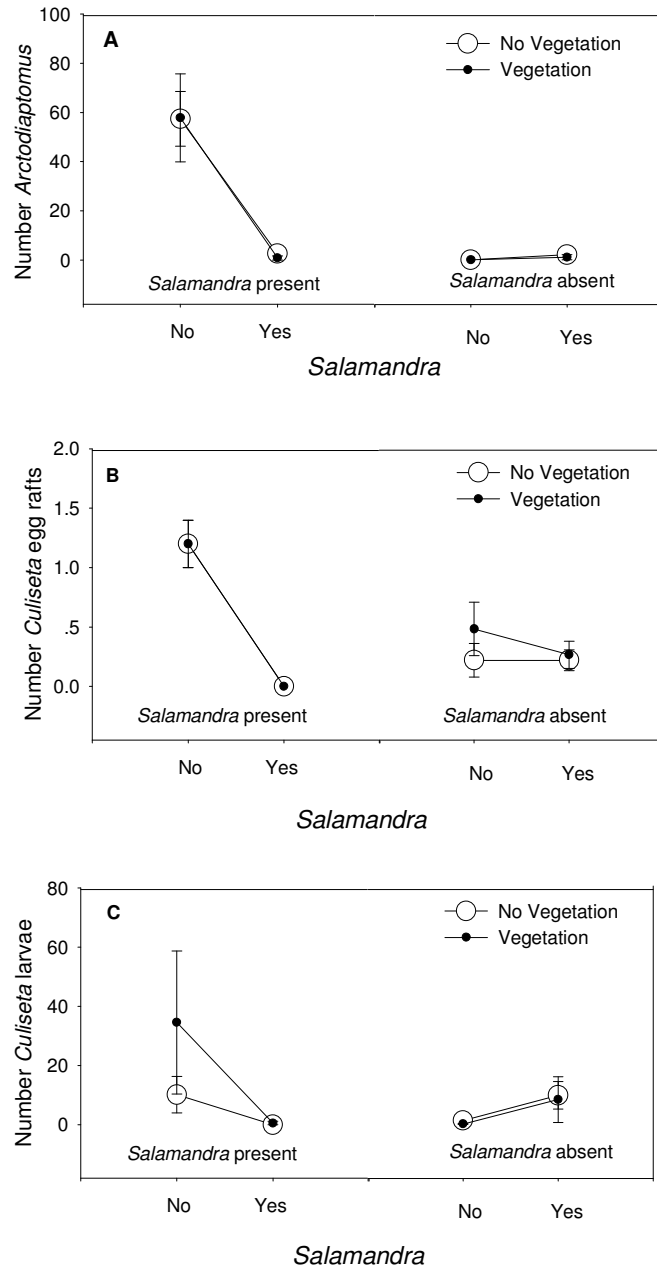 A
No Vegetation
Vegetation
Number Arctodiaptomus
100
80
60
40
20
0
Salamandra present
Salamandra absent
No
Yes
No
Yes
Salamandra
B
No Vegetation
Vegetation
Number Culiseta egg rafts
2.0
1.5
1.0
.5
0.0
Salamandra present
Salamandra absent
No
Yes
No
Yes
Salamandra
C
No Vegetation
Vegetation
Number Culiseta larvae
80
60
40
20
0
Salamandra present
Salamandra absent
No
Yes
No
Yes
Salamandra